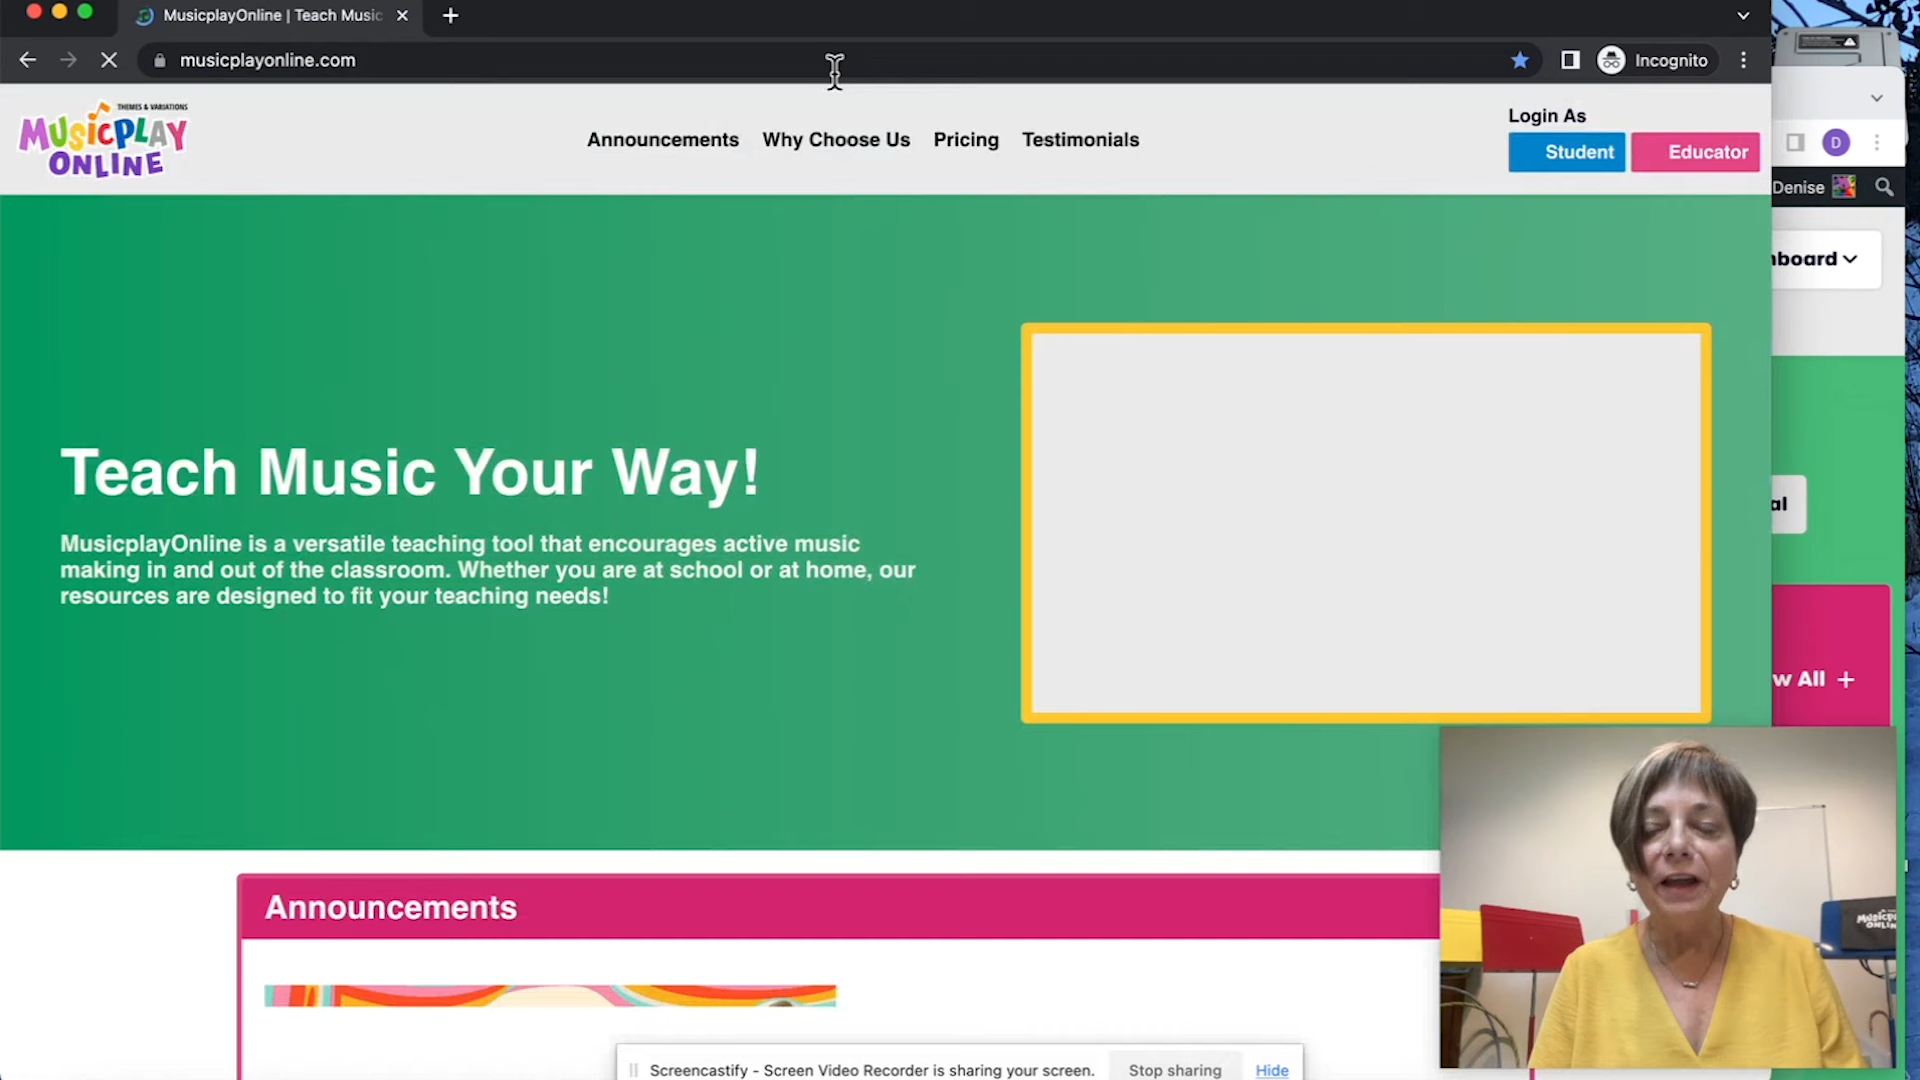 MusicplayOnline | Teach Music
musicplayonline.com
Incognito
THEMES & VARIATIONS
MUSICPLAY
ONLINE
Announcements Why Choose Us Pricing Testimonials
Login As
Student Educator
D
Denise
hboard
al
w All +
Teach Music Your Way!
MusicplayOnline is a versatile teaching tool that encourages active music
making in and out of the classroom. Whether you are at school or at home, our
resources are designed to fit your teaching needs!
Announcements
Screencastify - Screen Video Recorder is sharing your screen. Stop sharing Hide